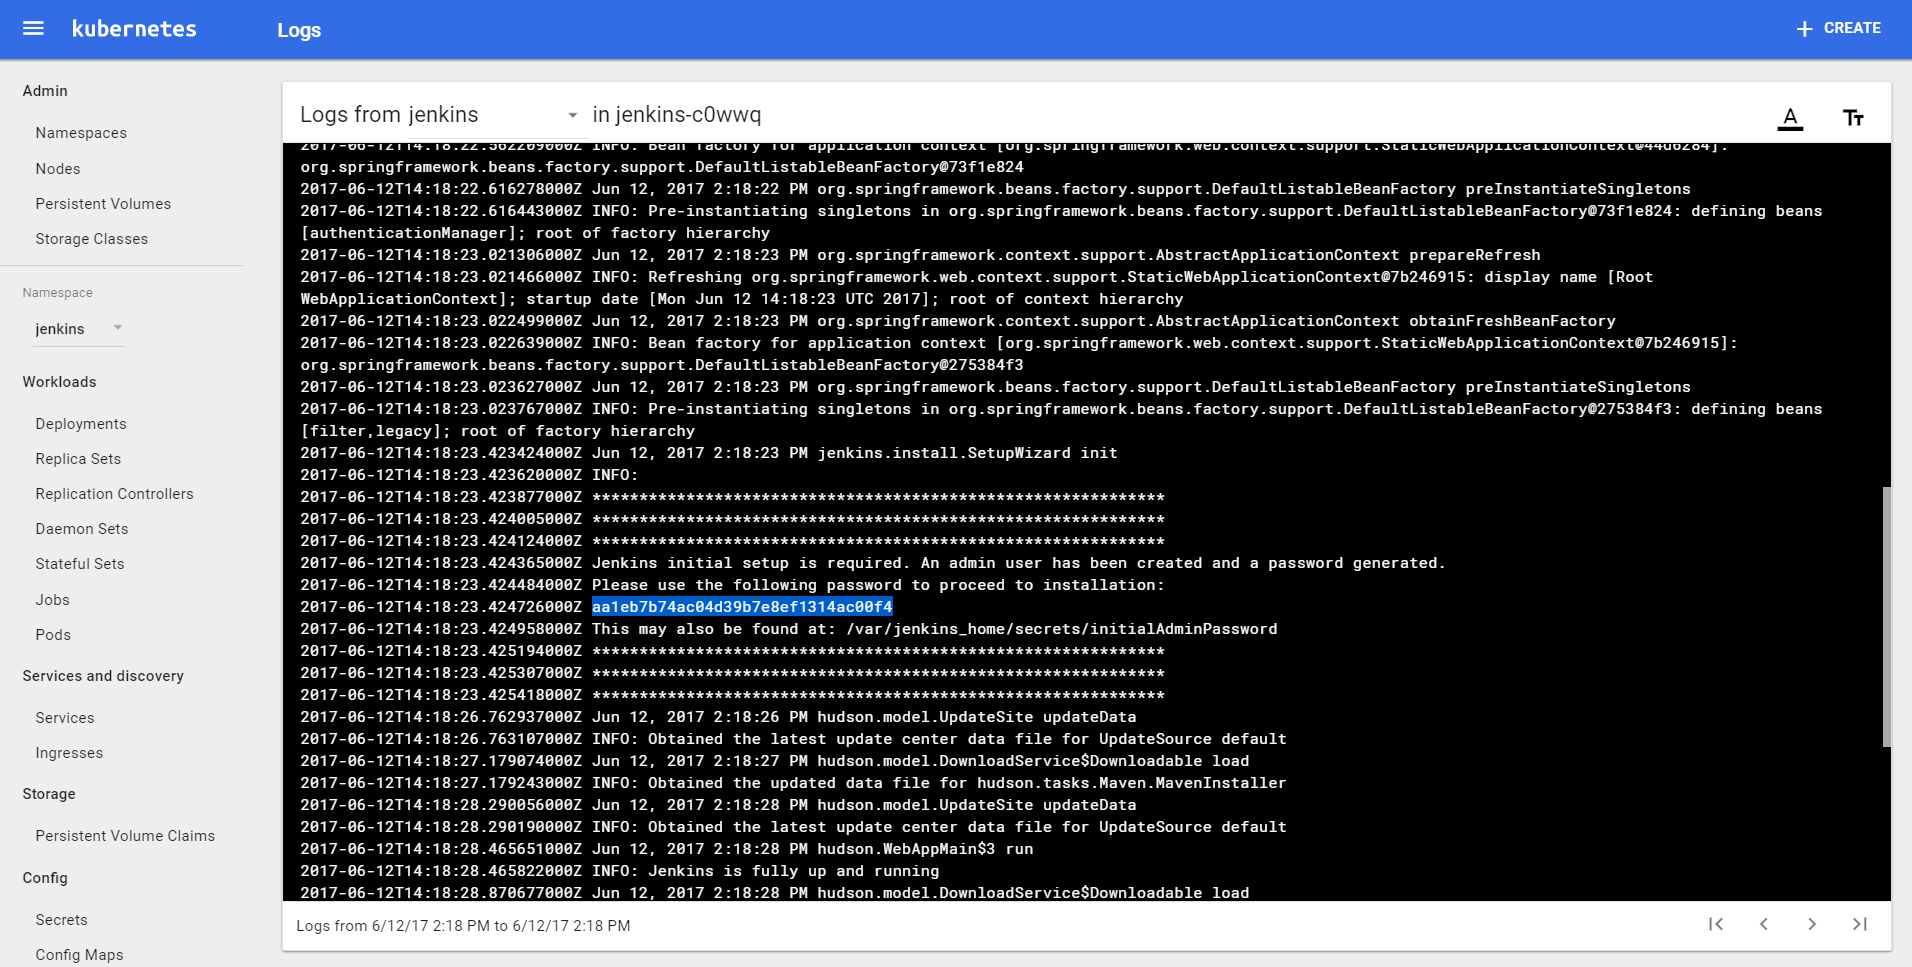 kubernetes
Logs
CREATE
Admin
Namespaces
Nodes
Persistent Volumes
Storage Classes
Namespace
jenkins
Workloads
Deployments
Replica Sets
Replication Controllers
Daemon Sets
Stateful Sets
Jobs
Pods
Services and discovery
Services
Ingresses
Storage
Persistent Volume Claims
Config
Secrets
Config Maps
Logs from jenkins in jenkins-c0wwq
2017-06-12T14:18:22.562209000Z INFO: Bean factory for application context [org.springframework.web.context.support.StaticWebApplicationContext@44d6284]:
org.springframework.beans.factory.support.DefaultListableBeanFactory@73f1e824
2017-06-12T14:18:22.616278000Z Jun 12, 2017 2:18:22 PM org.springframework.beans.factory.support.DefaultListableBeanFactory preInstantiateSingletons
2017-06-12T14:18:22.616443000Z INFO: Pre-instantiating singletons in org.springframework.beans.factory.support.DefaultListableBeanFactory@73f1e824: defining beans
[authenticationManager]; root of factory hierarchy
2017-06-12T14:18:23.021306000Z Jun 12, 2017 2:18:23 PM org.springframework.context.support.AbstractApplicationContext prepareRefresh
2017-06-12T14:18:23.021466000Z INFO: Refreshing org.springframework.web.context.support.StaticWebApplicationContext@7b246915: display name [Root
WebApplicationContext]; startup date [Mon Jun 12 14:18:23 UTC 2017]; root of context hierarchy
2017-06-12T14:18:23.022499000Z Jun 12, 2017 2:18:23 PM org.springframework.context.support.AbstractApplicationContext obtainFreshBeanFactory
2017-06-12T14:18:23.022639000Z INFO: Bean factory for application context [org.springframework.web.context.support.StaticWebApplicationContext@7b246915]:
org.springframework.beans.factory.support.DefaultListableBeanFactory@275384f3
2017-06-12T14:18:23.023627000Z Jun 12, 2017 2:18:23 PM org.springframework.beans.factory.support.DefaultListableBeanFactory preInstantiateSingletons
2017-06-12T14:18:23.023767000Z INFO: Pre-instantiating singletons in org.springframework.beans.factory.support.DefaultListableBeanFactory@275384f3: defining beans
[filter,legacy]; root of factory hierarchy
2017-06-12T14:18:23.423424000Z Jun 12, 2017 2:18:23 PM jenkins.install.SetupWizard init
2017-06-12T14:18:23.423620000Z INFO:
2017-06-12T14:18:23.423877000Z *************************************************************
2017-06-12T14:18:23.424005000Z *************************************************************
2017-06-12T14:18:23.424124000Z *************************************************************
2017-06-12T14:18:23.424365000Z Jenkins initial setup is required. An admin user has been created and a password generated.
2017-06-12T14:18:23.424484000Z Please use the following password to proceed to installation:
2017-06-12T14:18:23.424726000Z aa1eb7b74ac04d39b7e8ef1314ac00f4
2017-06-12T14:18:23.424958000Z This may also be found at: /var/jenkins_home/secrets/initialAdminPassword
2017-06-12T14:18:23.425194000Z *************************************************************
2017-06-12T14:18:23.425307000Z *************************************************************
2017-06-12T14:18:23.425418000Z *************************************************************
2017-06-12T14:18:26.762937000Z Jun 12, 2017 2:18:26 PM hudson.model.UpdateSite updateData
2017-06-12T14:18:26.763107000Z INFO: Obtained the latest update center data file for UpdateSource default
2017-06-12T14:18:27.179074000Z Jun 12, 2017 2:18:27 PM hudson.model.DownloadService$Downloadable load
2017-06-12T14:18:27.179243000Z INFO: Obtained the updated data file for hudson.tasks.Maven.MavenInstaller
2017-06-12T14:18:28.290056000Z Jun 12, 2017 2:18:28 PM hudson.model.UpdateSite updateData
2017-06-12T14:18:28.290190000Z INFO: Obtained the latest update center data file for UpdateSource default
2017-06-12T14:18:28.465651000Z Jun 12, 2017 2:18:28 PM hudson.WebAppMain$3 run
2017-06-12T14:18:28.465822000Z INFO: Jenkins is fully up and running
2017-06-12T14:18:28.870677000Z Jun 12, 2017 2:18:28 PM hudson.model.DownloadService$Downloadable load
Logs from 6/12/17 2:18 PM to 6/12/17 2:18 PM